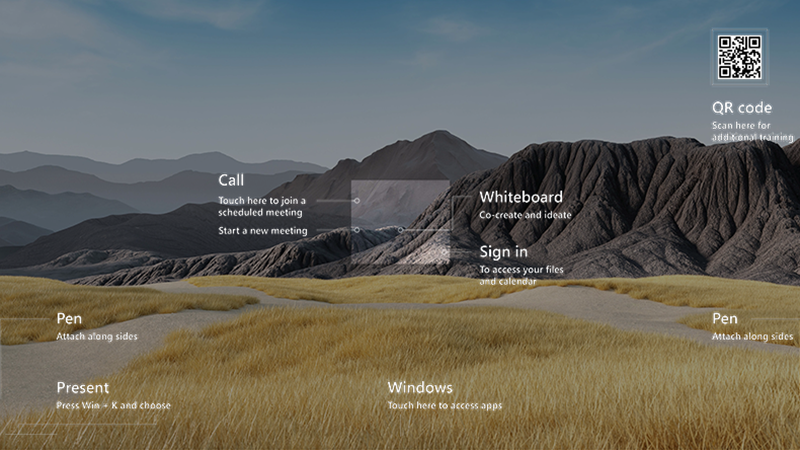 QR code
Scan here for
additional training
Call
Touch here to join a
scheduled meeting
Start a new meeting
Whiteboard
Co-create and ideate
Sign in
To access your files
and calendar
Pen
Attach along sides
Pen
Attach along sides
Present
Press Win + K and choose
Windows
Touch here to access apps